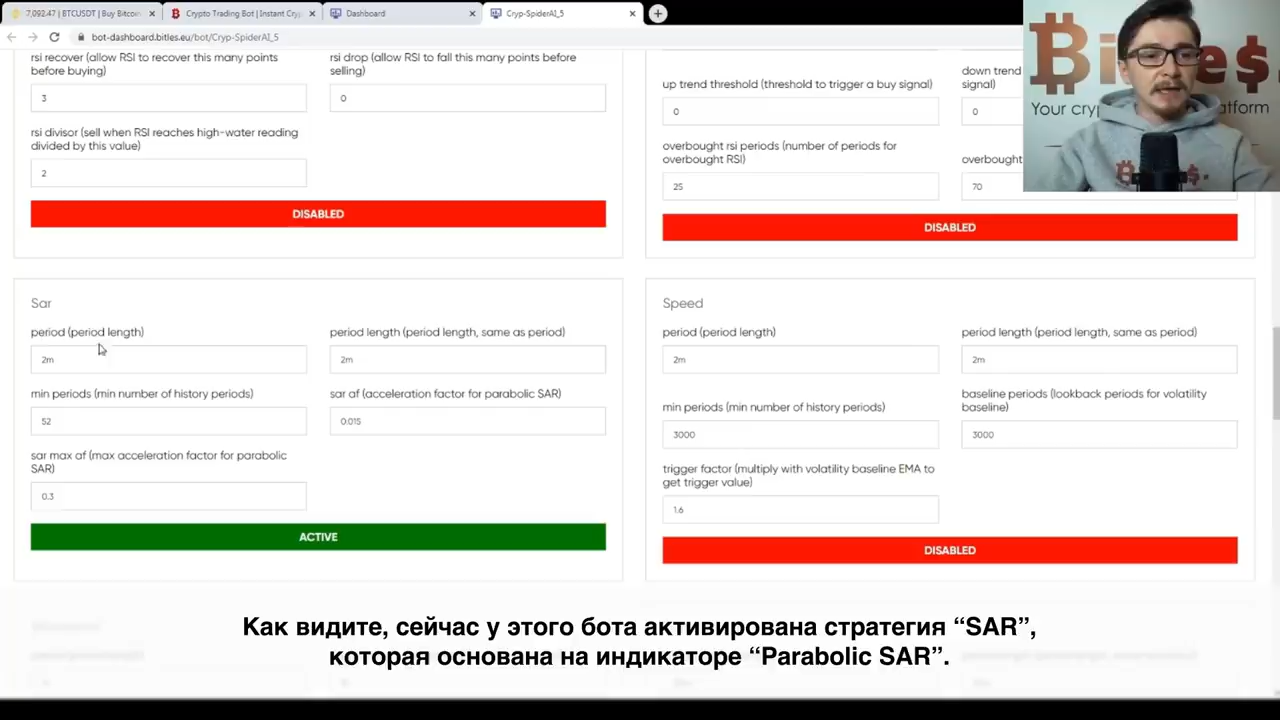 7,092.47 | BTCUSDT | Buy Bitcoin
Crypto Trading Bot | Instant Cryp
Dashboard
Cryp-SpiderAI_5
bot-dashboard.bitles.eu/bot/Cryp-SpiderAI_5
Your cryp
atform
rsi recover (allow RSI to recover this many points
before buying)
3
rsi drop (allow RSI to fall this many points before
selling)
0
rsi divisor (sell when RSI reaches high-water reading
divided by this value)
2
DISABLED
up trend threshold (threshold to trigger a buy signal)
0
down trend
signal)
0
overbought rsi periods (number of periods for
overbought RSI)
25
overbought
70
DISABLED
Sar
period (period length)
2m
period length (period length, same as period)
2m
min periods (min number of history periods)
52
sar af (acceleration factor for parabolic SAR)
0.015
sar max af (max acceleration factor for parabolic
SAR)
0.3
ACTIVE
Speed
period (period length)
2m
period length (period length, same as period)
2m
min periods (min number of history periods)
3000
baseline periods (lookback periods for volatility
baseline)
3000
trigger factor (multiply with volatility baseline EMA to
get trigger value)
1.6
DISABLED
Как видите, сейчас у этого бота активирована стратегия “SAR”,
которая основана на индикаторе “Parabolic SAR”.